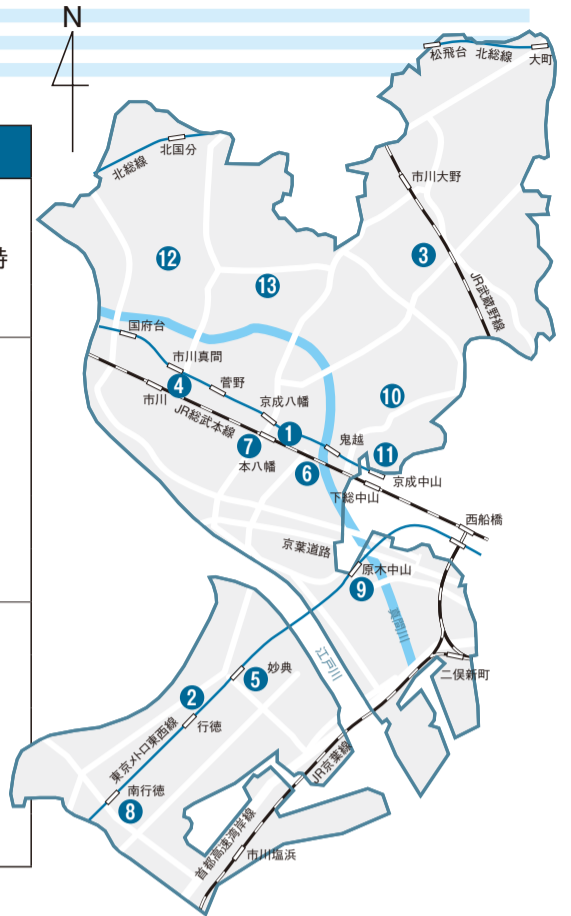 N
松飛台
北総線
大町
北国分
北総線
市川大野
時
⑫
③
⑬
JR武蔵野線
国府台
市川真間
④
菅野
⑩
市川
京成八幡
JR総武本線
①
鬼越
⑦
⑪
本八幡
⑥
京成中山
下総中山
西船橋
京葉道路
原木中山
⑨
真間川
江戸川
妙典
⑤
二俣新町
②
行徳
東京メトロ東西線
JR京葉線
南行徳
⑧
首都高速湾岸線
市川塩浜